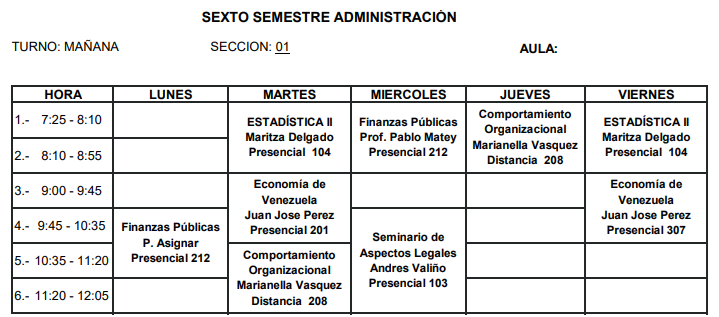 SEXTO SEMESTRE ADMINISTRACIÓN
TURNO: MAÑANA SECCION: 01 AULA:
HORA LUNES MARTES MIERCOLES JUEVES VIERNES
1.- 7:25 - 8:10
2.- 8:10 - 8:55
ESTADÍSTICA II
Maritza Delgado
Presencial 104
Finanzas Públicas
Prof. Pablo Matey
Presencial 212
Comportamiento
Organizacional
Marianella Vasquez
Distancia 208
ESTADÍSTICA II
Maritza Delgado
Presencial 104
3.- 9:00 - 9:45
4.- 9:45 - 10:35
Economía de
Venezuela
Juan Jose Perez
Presencial 201
Economía de
Venezuela
Juan Jose Perez
Presencial 307
Finanzas Públicas
P. Asignar
Presencial 212
Seminario de
Aspectos Legales
Andres Valiño
Presencial 103
5.- 10:35 - 11:20
6.- 11:20 - 12:05
Comportamiento
Organizacional
Marianella Vasquez
Distancia 208